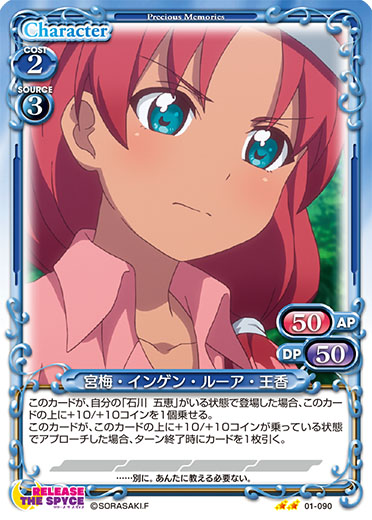 Precious Memories
Character
COST
2
SOURCE
3
50 AP
DP 50
宮梅・インゲン・ルーア・王香
このカードが、自分の「石川 五恵」がいる状態で登場した場合、このカー
ドの上に+10/+10コインを1個乗せる。
このカードが、このカードの上に+10/+10コインが乗っている状態
でアプローチした場合、ターン終了時にカードを1枚引く。
……別に。あんたに教える必要ない。
RELEASE
THE SPYCE
©SORASAKI.F
01-090